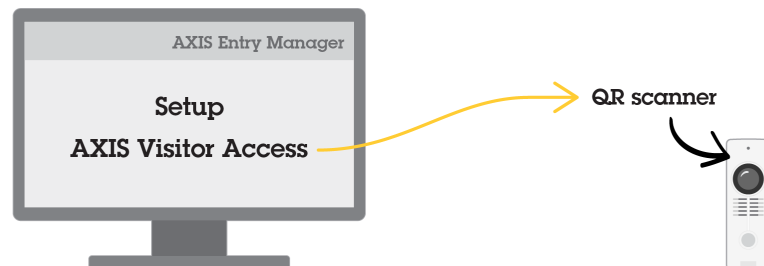 AXIS Entry Manager
Setup
AXIS Visitor Access
QR scanner